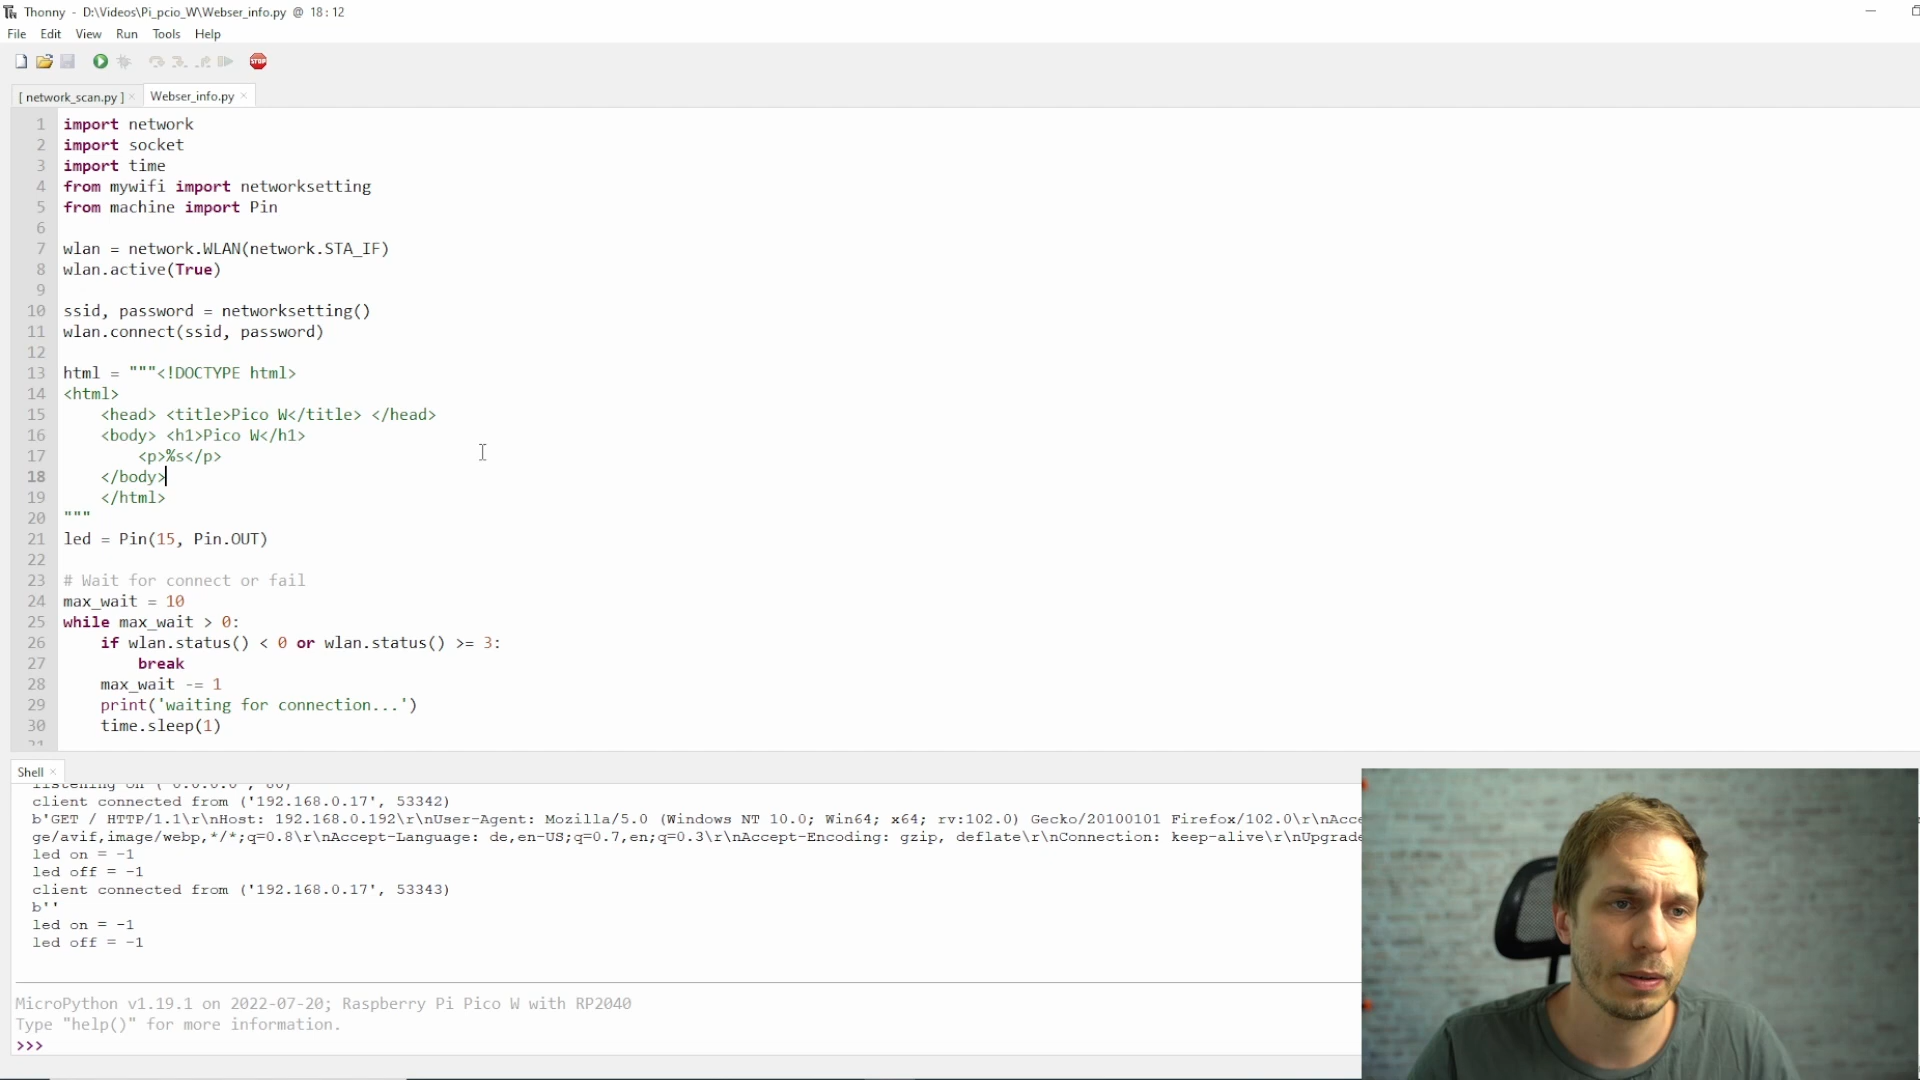 Thonny - D:\Videos\Pi_pcio_W\Webser_info.py @ 18:12
File Edit View Run Tools Help
STOP
[ network_scan.py ] × Webser_info.py ×
1 import network
2 import socket
3 import time
4 from mywifi import networksetting
5 from machine import Pin
6
7 wlan = network.WLAN(network.STA_IF)
8 wlan.active(True)
9
10 ssid, password = networksetting()
11 wlan.connect(ssid, password)
12
13 html = """<!DOCTYPE html>
14 <html>
15     <head> <title>Pico W</title> </head>
16     <body> <h1>Pico W</h1>
17         <p>%s</p>
18     </body>
19     </html>
20 """
21 led = Pin(15, Pin.OUT)
22
23 # Wait for connect or fail
24 max_wait = 10
25 while max_wait > 0:
26     if wlan.status() < 0 or wlan.status() >= 3:
27         break
28     max_wait -= 1
29     print('waiting for connection...')
30     time.sleep(1)
31
Shell ×
listening on ('0.0.0.0', 80)
client connected from ('192.168.0.17', 53342)
b'GET / HTTP/1.1\r\nHost: 192.168.0.192\r\nUser-Agent: Mozilla/5.0 (Windows NT 10.0; Win64; x64; rv:102.0) Gecko/20100101 Firefox/102.0\r\nAcce
ge/avif,image/webp,*/*;q=0.8\r\nAccept-Language: de,en-US;q=0.7,en;q=0.3\r\nAccept-Encoding: gzip, deflate\r\nConnection: keep-alive\r\nUpgrade
led on = -1
led off = -1
client connected from ('192.168.0.17', 53343)
b''
led on = -1
led off = -1
MicroPython v1.19.1 on 2022-07-20; Raspberry Pi Pico W with RP2040
Type "help()" for more information.
>>>